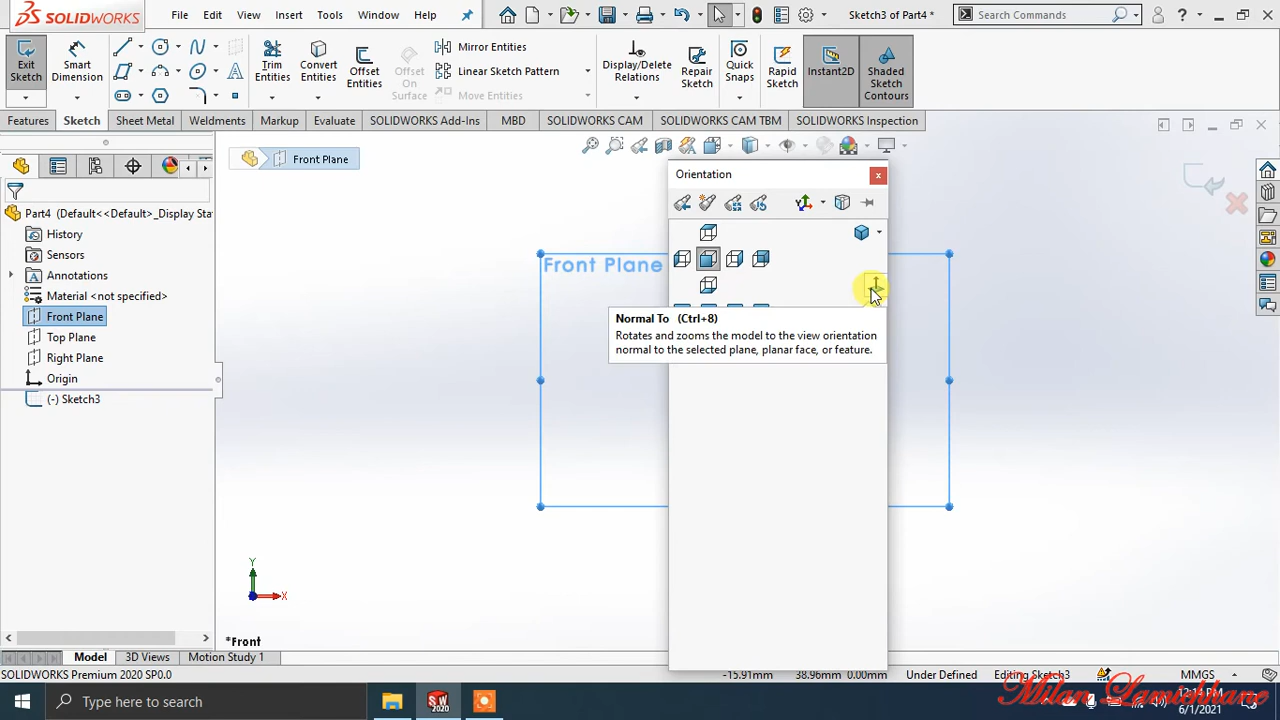 SOLIDWORKS File Edit View Insert Tools Window Help Sketch3 of Part4 * Search Commands
Exit Sketch
Smart Dimension
Trim Entities
Convert Entities
Offset Entities
Offset On Surface
Mirror Entities
Linear Sketch Pattern
Move Entities
Display/Delete Relations
Repair Sketch
Quick Snaps
Rapid Sketch
Instant2D
Shaded Sketch Contours
Features Sketch Sheet Metal Weldments Markup Evaluate SOLIDWORKS Add-Ins MBD SOLIDWORKS CAM SOLIDWORKS CAM TBM SOLIDWORKS Inspection
Front Plane
Part4 (Default<<Default>_Display Sta
History
Sensors
Annotations
Material <not specified>
Front Plane
Top Plane
Right Plane
Origin
(-) Sketch3
Front Plane
Orientation
Normal To (Ctrl+8)
Rotates and zooms the model to the view orientation
normal to the selected plane, planar face, or feature.
Y
X
*Front
Model 3D Views Motion Study 1
SOLIDWORKS Premium 2020 SP0.0 -15.91mm 38.96mm 0.00mm Under Defined Editing Sketch3 MMGS
Type here to search
SW 2020
12:14 PM
6/1/2021
Milan Lamichhane